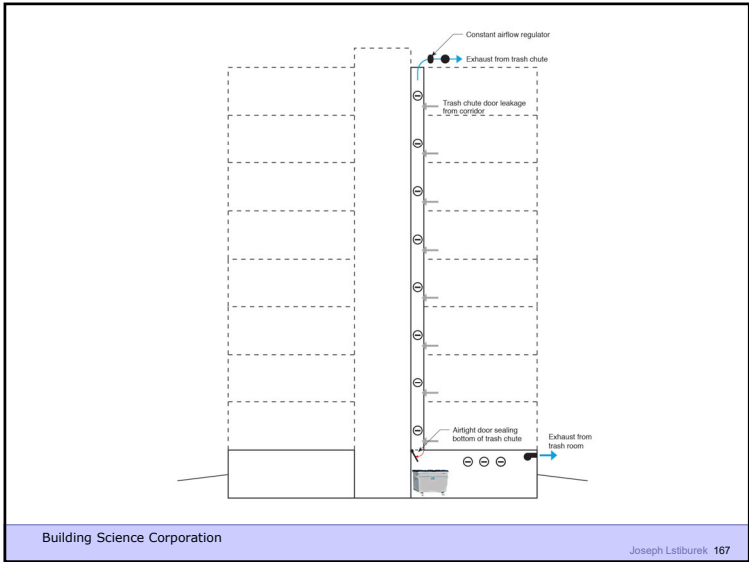 Constant airflow regulator
Exhaust from trash chute
Trash chute door leakage
from corridor
Airtight door sealing
bottom of trash chute
Exhaust from
trash room
Building Science Corporation
Joseph Lstiburek 167